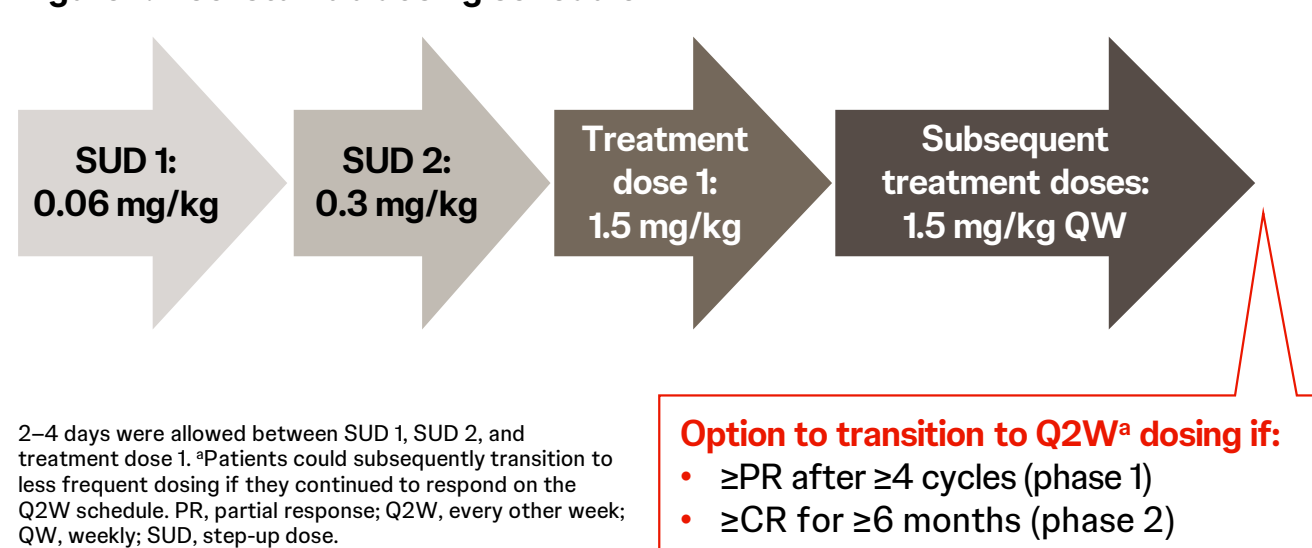 SUD 1:
0.06 mg/kg
SUD 2:
0.3 mg/kg
Treatment
dose 1:
1.5 mg/kg
Subsequent
treatment doses:
1.5 mg/kg QW
2–4 days were allowed between SUD 1, SUD 2, and
treatment dose 1. ᵃPatients could subsequently transition to
less frequent dosing if they continued to respond on the
Q2W schedule. PR, partial response; Q2W, every other week;
QW, weekly; SUD, step-up dose.
Option to transition to Q2Wᵃ dosing if:
• ≥PR after ≥4 cycles (phase 1)
• ≥CR for ≥6 months (phase 2)